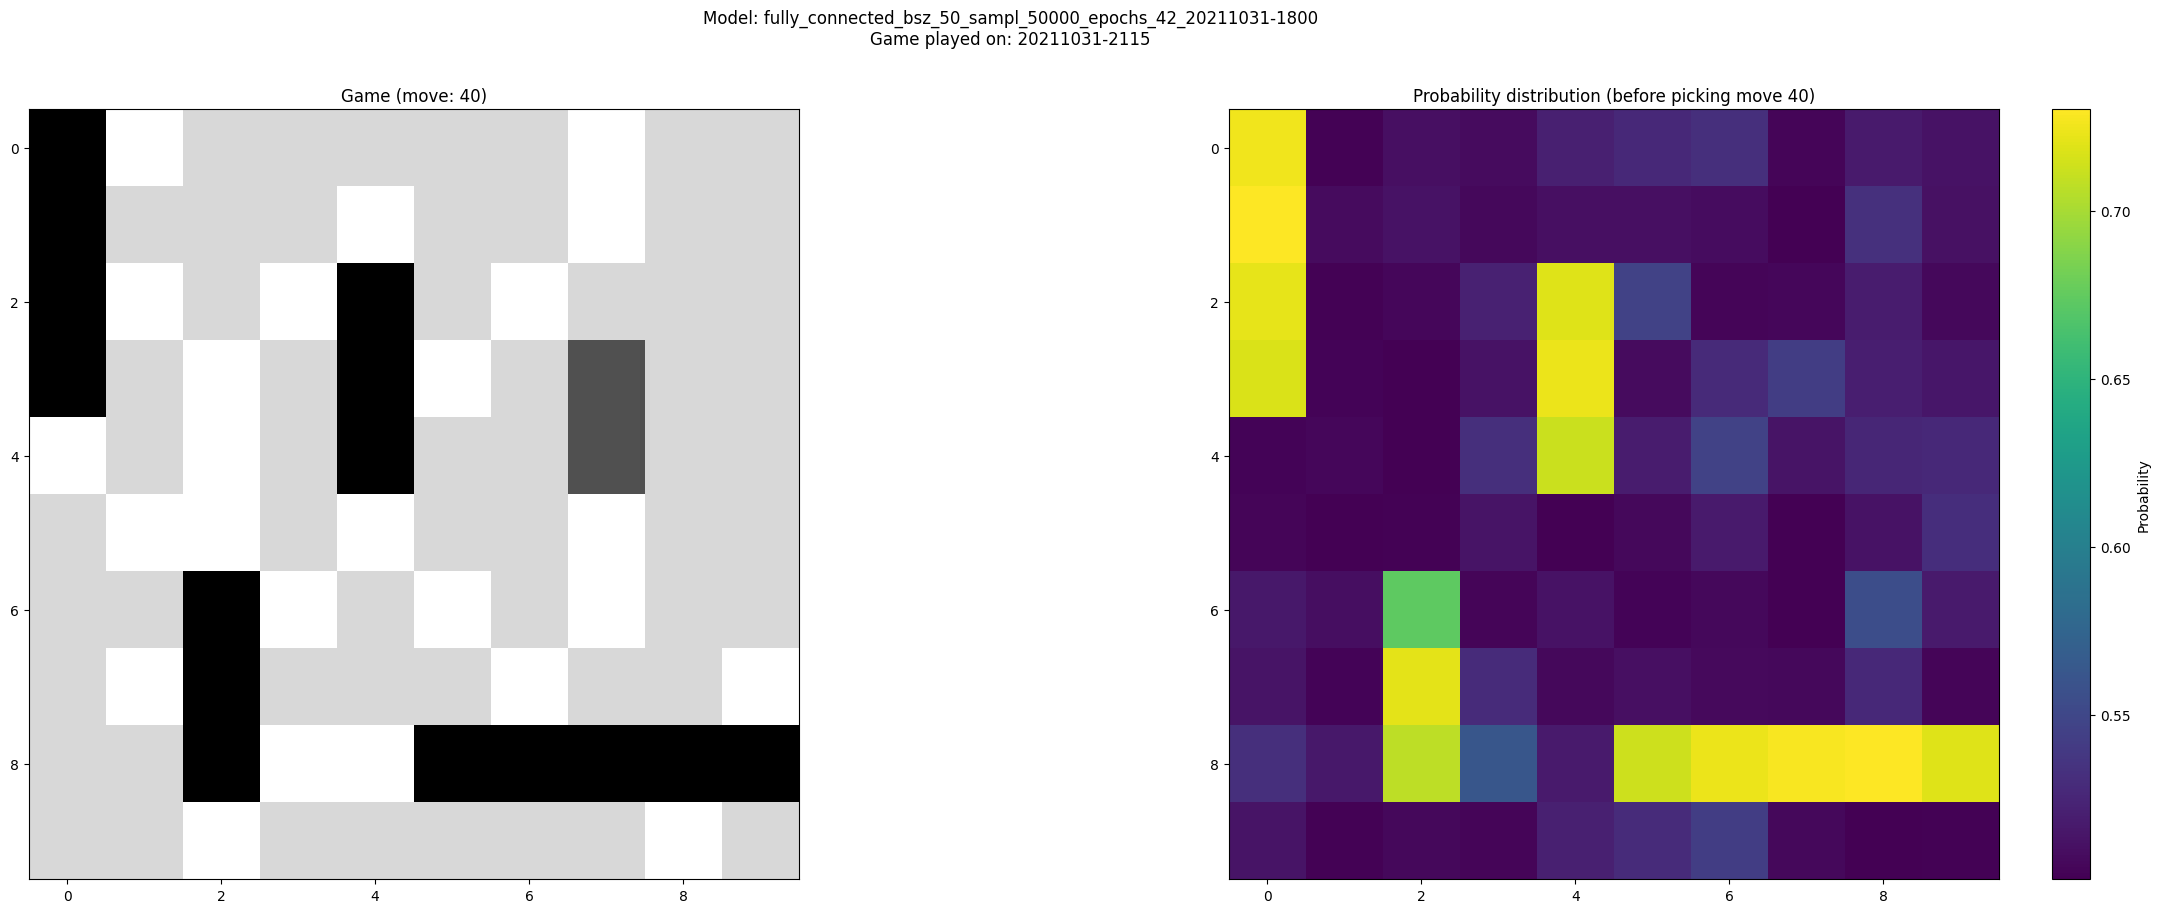 Model: fully_connected_bsz_50_sampl_50000_epochs_42_20211031-1800
Game played on: 20211031-2115
Game (move: 40)
0
2
4
6
8
0 2 4 6 8
Probability distribution (before picking move 40)
0
2
4
6
8
0 2 4 6 8
0.70
0.65
0.60
0.55
Probability